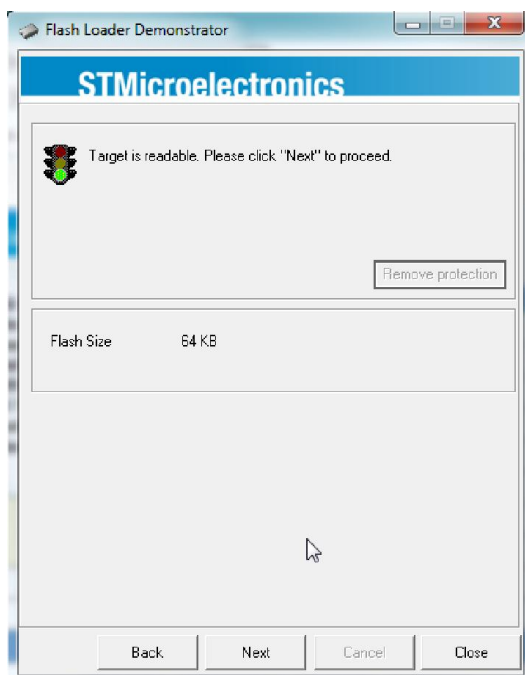 Flash Loader Demonstrator
STMicroelectronics
Target is readable. Please click "Next" to proceed.
Remove protection
Flash Size 64 KB
Back Next Cancel Close